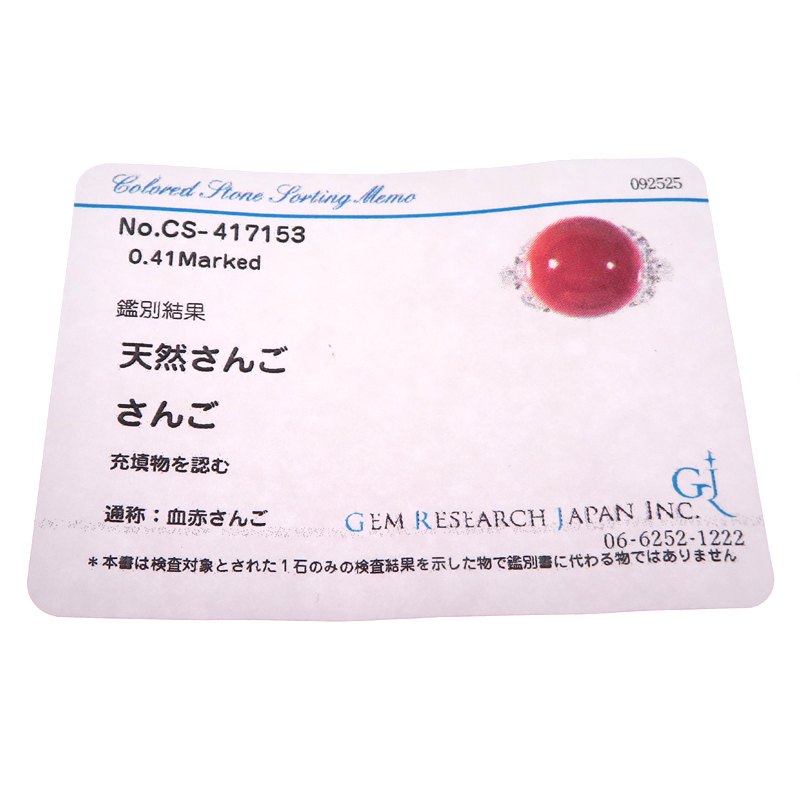 Colored Stone Sorting Memo
092525
No.CS-417153
0.41Marked
鑑別結果
天然さんご
さんご
充填物を認む
通称：血赤さんご
GJ
GEM RESEARCH JAPAN INC.
06-6252-1222
＊本書は検査対象とされた1石のみの検査結果を示した物で鑑別書に代わる物ではありません